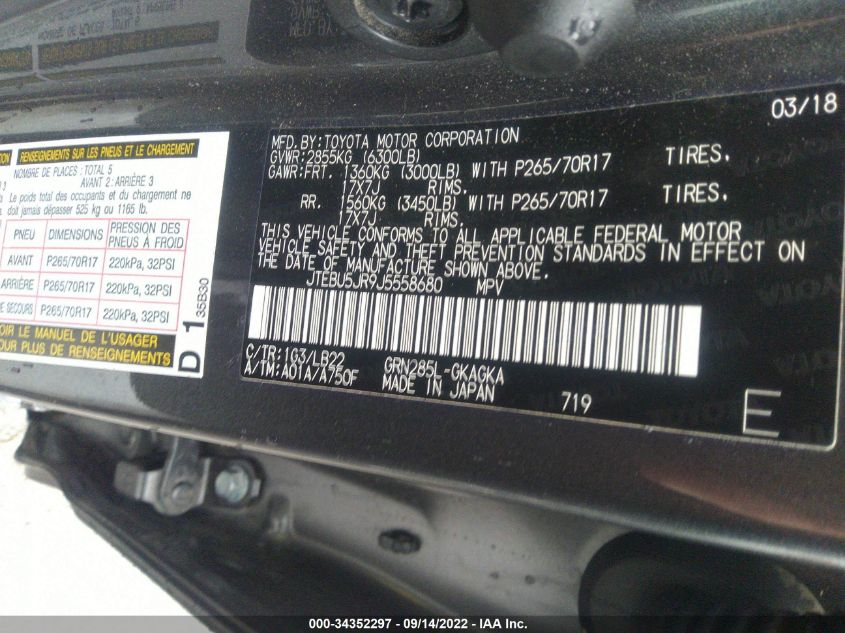 RENSEIGNEMENTS SUR LES PNEUS ET LE CHARGEMENT
NOMBRE DE PLACES : TOTAL 5
AVANT 2 : ARRIÈRE 3
Le poids total des occupants et du chargement ne
doit jamais dépasser 525 kg ou 1165 lb.
PNEU DIMENSIONS PRESSION DES PNEUS À FROID
AVANT P265/70R17 220kPa, 32PSI
ARRIÈRE P265/70R17 220kPa, 32PSI
DE SECOURS P265/70R17 220kPa, 32PSI
VOIR LE MANUEL DE L'USAGER
POUR PLUS DE RENSEIGNEMENTS
D 1 35B30
03/18
MFD.BY:TOYOTA MOTOR CORPORATION
GVWR:2855KG (6300LB)
GAWR:FRT. 1360KG (3000LB) WITH P265/70R17 TIRES,
17X7J RIMS.
RR. 1560KG (3450LB) WITH P265/70R17 TIRES,
17X7J RIMS.
THIS VEHICLE CONFORMS TO ALL APPLICABLE FEDERAL MOTOR
VEHICLE SAFETY AND THEFT PREVENTION STANDARDS IN EFFECT ON
THE DATE OF MANUFACTURE SHOWN ABOVE.
JTEBU5JR9J5558680 MPV
C/TR:1G3/LB22 GRN285L-GKAGKA
A/TM:A01A/A750F MADE IN JAPAN
719
E
000-34352297 - 09/14/2022 - IAA Inc.